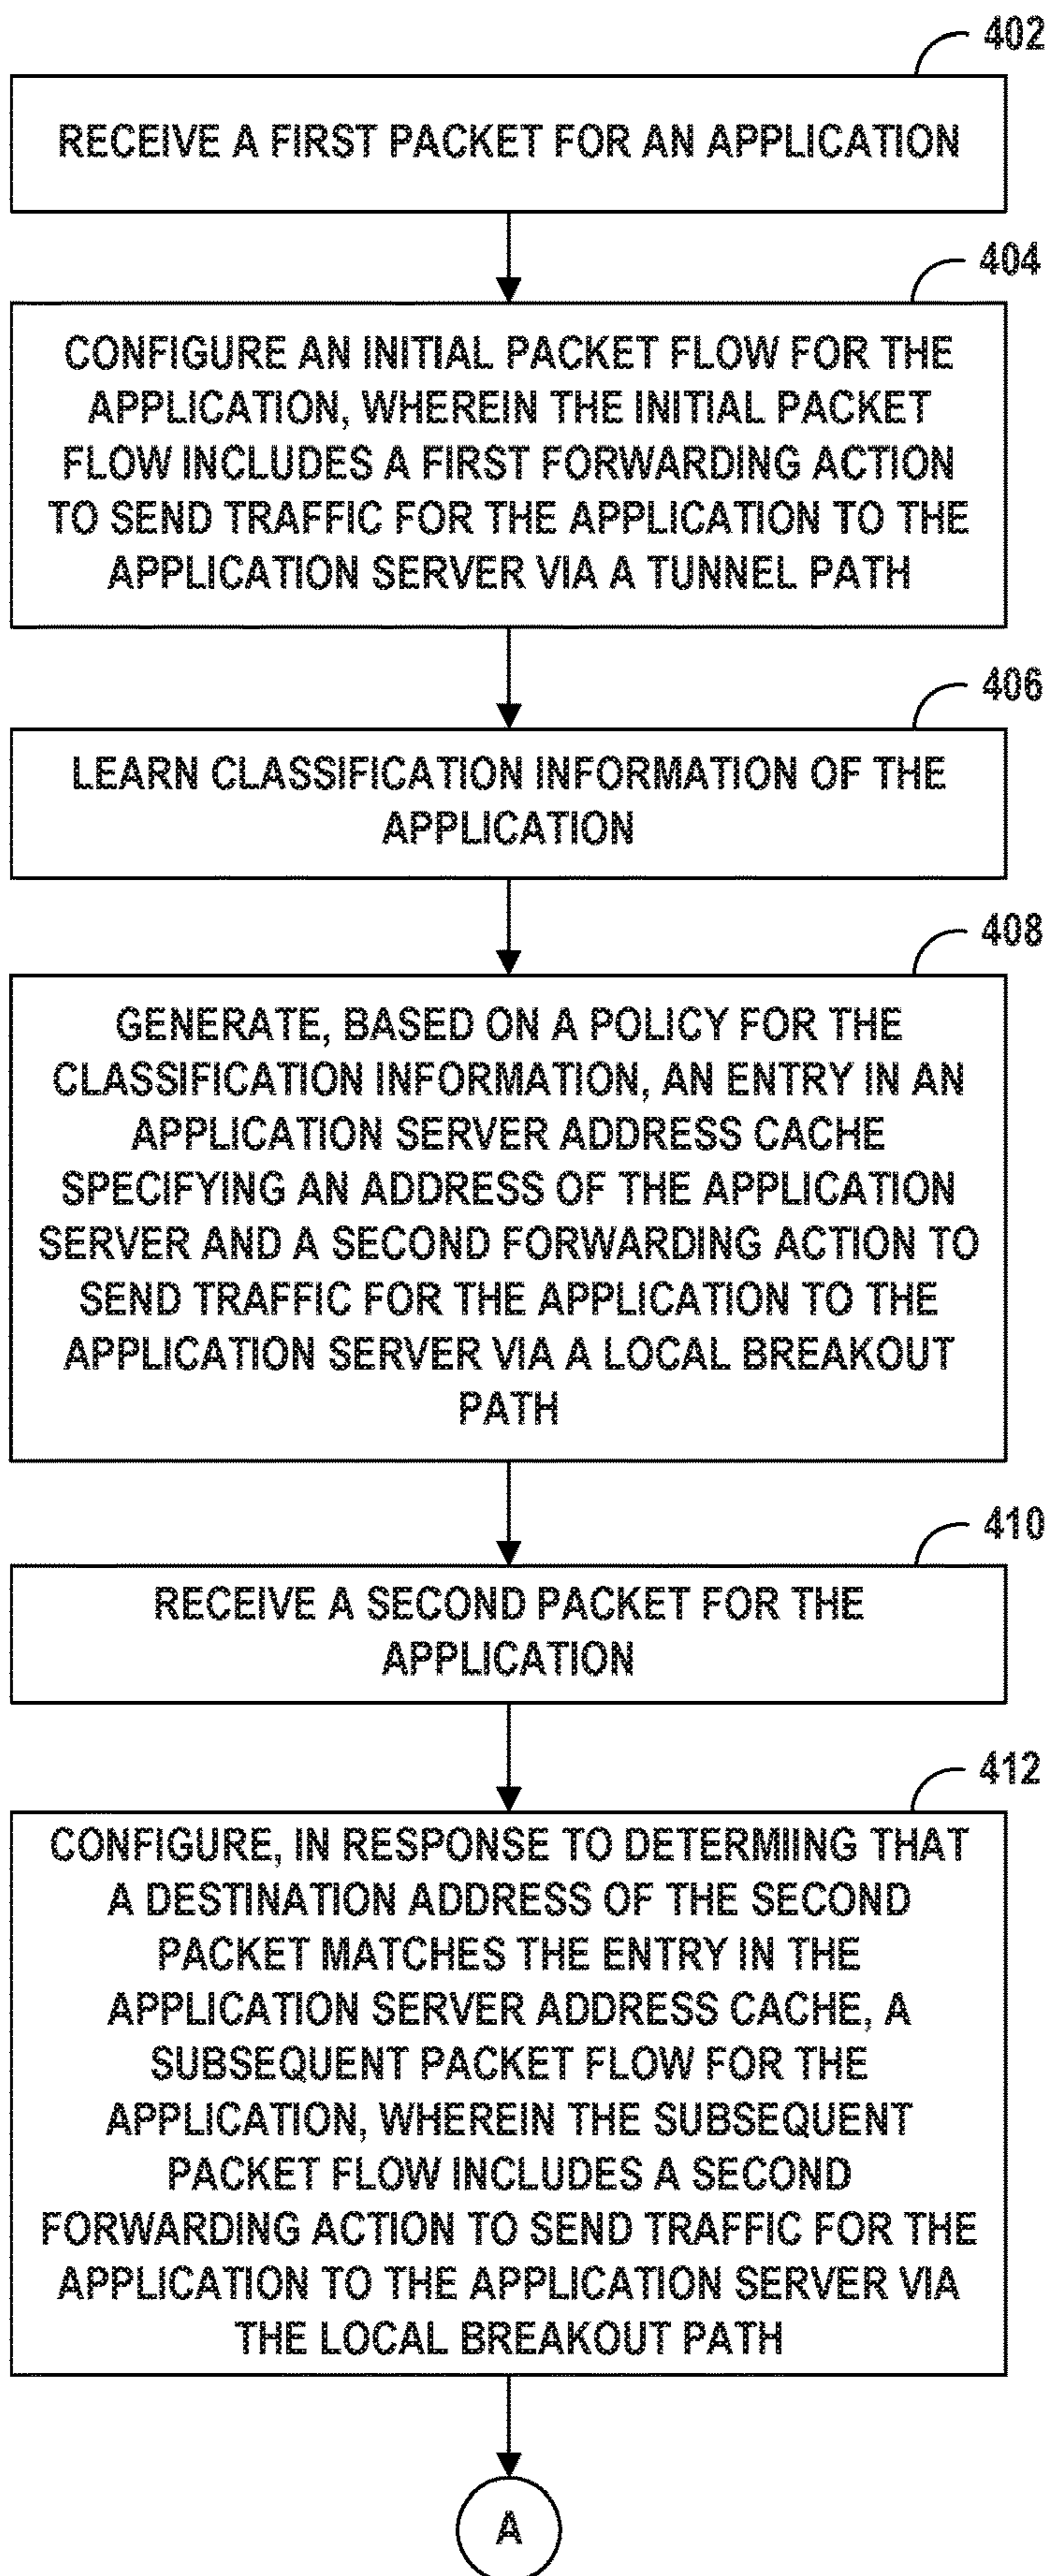 402
RECEIVE A FIRST PACKET FOR AN APPLICATION
404
CONFIGURE AN INITIAL PACKET FLOW FOR THE
APPLICATION, WHEREIN THE INITIAL PACKET
FLOW INCLUDES A FIRST FORWARDING ACTION
TO SEND TRAFFIC FOR THE APPLICATION TO THE
APPLICATION SERVER VIA A TUNNEL PATH
406
LEARN CLASSIFICATION INFORMATION OF THE
APPLICATION
408
GENERATE, BASED ON A POLICY FOR THE
CLASSIFICATION INFORMATION, AN ENTRY IN AN
APPLICATION SERVER ADDRESS CACHE
SPECIFYING AN ADDRESS OF THE APPLICATION
SERVER AND A SECOND FORWARDING ACTION TO
SEND TRAFFIC FOR THE APPLICATION TO THE
APPLICATION SERVER VIA A LOCAL BREAKOUT
PATH
410
RECEIVE A SECOND PACKET FOR THE
APPLICATION
412
CONFIGURE, IN RESPONSE TO DETERMIING THAT
A DESTINATION ADDRESS OF THE SECOND
PACKET MATCHES THE ENTRY IN THE
APPLICATION SERVER ADDRESS CACHE, A
SUBSEQUENT PACKET FLOW FOR THE
APPLICATION, WHEREIN THE SUBSEQUENT
PACKET FLOW INCLUDES A SECOND
FORWARDING ACTION TO SEND TRAFFIC FOR THE
APPLICATION TO THE APPLICATION SERVER VIA
THE LOCAL BREAKOUT PATH
A